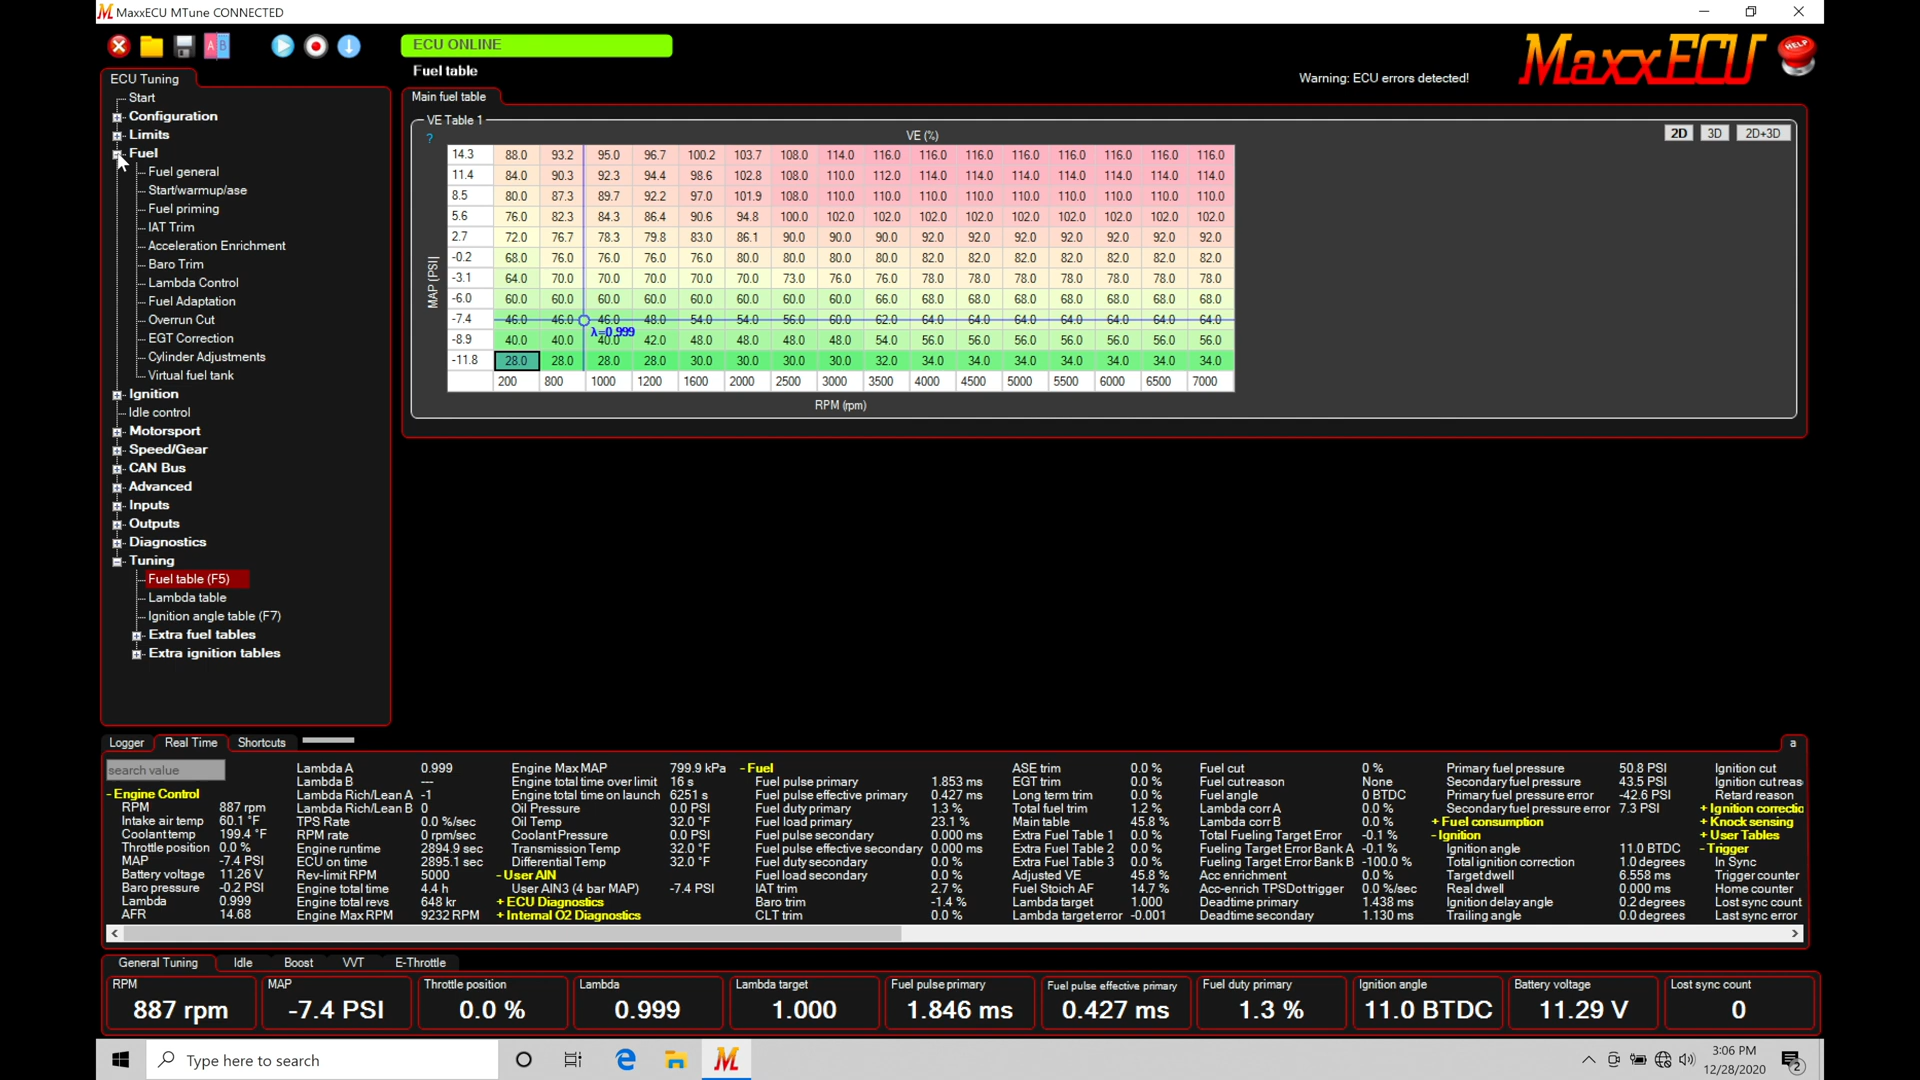 MaxxECU MTune CONNECTED
ECU ONLINE
Fuel table
Warning: ECU errors detected!
MaxxECU
HELP
ECU Tuning
Start
Configuration
Limits
Fuel
Fuel general
Start/warmup/ase
Fuel priming
IAT Trim
Acceleration Enrichment
Baro Trim
Lambda Control
Fuel Adaptation
Overrun Cut
EGT Correction
Cylinder Adjustments
Virtual fuel tank
Ignition
Idle control
Motorsport
Speed/Gear
CAN Bus
Advanced
Inputs
Outputs
Diagnostics
Tuning
Fuel table (F5)
Lambda table
Ignition angle table (F7)
Extra fuel tables
Extra ignition tables
Main fuel table
VE Table 1
?
VE (%)
2D 3D 2D+3D
MAP [PSI]
14.3 88.0 93.2 95.0 96.7 100.2 103.7 108.0 114.0 116.0 116.0 116.0 116.0 116.0 116.0 116.0 116.0
11.4 84.0 90.3 92.3 94.4 98.6 102.8 108.0 110.0 112.0 114.0 114.0 114.0 114.0 114.0 114.0 114.0
8.5 80.0 87.3 89.7 92.2 97.0 101.9 108.0 110.0 110.0 110.0 110.0 110.0 110.0 110.0 110.0 110.0
5.6 76.0 82.3 84.3 86.4 90.6 94.8 100.0 102.0 102.0 102.0 102.0 102.0 102.0 102.0 102.0 102.0
2.7 72.0 76.7 78.3 79.8 83.0 86.1 90.0 90.0 90.0 92.0 92.0 92.0 92.0 92.0 92.0 92.0
-0.2 68.0 76.0 76.0 76.0 76.0 80.0 80.0 80.0 80.0 82.0 82.0 82.0 82.0 82.0 82.0 82.0
-3.1 64.0 70.0 70.0 70.0 70.0 70.0 73.0 76.0 76.0 78.0 78.0 78.0 78.0 78.0 78.0 78.0
-6.0 60.0 60.0 60.0 60.0 60.0 60.0 60.0 60.0 66.0 68.0 68.0 68.0 68.0 68.0 68.0 68.0
-7.4 46.0 46.0 46.0 48.0 54.0 54.0 56.0 60.0 62.0 64.0 64.0 64.0 64.0 64.0 64.0 64.0
λ=0.999
-8.9 40.0 40.0 40.0 42.0 48.0 48.0 48.0 48.0 54.0 56.0 56.0 56.0 56.0 56.0 56.0 56.0
-11.8 28.0 28.0 28.0 28.0 30.0 30.0 30.0 30.0 32.0 34.0 34.0 34.0 34.0 34.0 34.0 34.0
200 800 1000 1200 1600 2000 2500 3000 3500 4000 4500 5000 5500 6000 6500 7000
RPM (rpm)
Logger Real Time Shortcuts
a
search value
- Engine Control
RPM 887 rpm
Intake air temp 60.1 °F
Coolant temp 199.4 °F
Throttle position 0.0 %
MAP -7.4 PSI
Battery voltage 11.26 V
Baro pressure -0.2 PSI
Lambda 0.999
AFR 14.68
Lambda A 0.999
Lambda B ---
Lambda Rich/Lean A -1
Lambda Rich/Lean B 0
TPS Rate 0.0 %/sec
RPM rate 0 rpm/sec
Engine runtime 2894.9 sec
ECU on time 2895.1 sec
Rev-limit RPM 5000
Engine total time 4.4 h
Engine total revs 648 kr
Engine Max RPM 9232 RPM
Engine Max MAP 799.9 kPa
Engine total time over limit 16 s
Engine total time on launch 6251 s
Oil Pressure 0.0 PSI
Oil Temp 32.0 °F
Coolant Pressure 0.0 PSI
Transmission Temp 32.0 °F
Differential Temp 32.0 °F
- User AIN
User AIN3 (4 bar MAP) -7.4 PSI
+ ECU Diagnostics
+ Internal O2 Diagnostics
- Fuel
Fuel pulse primary 1.853 ms
Fuel pulse effective primary 0.427 ms
Fuel duty primary 1.3 %
Fuel load primary 23.1 %
Fuel pulse secondary 0.000 ms
Fuel pulse effective secondary 0.000 ms
Fuel duty secondary 0.0 %
Fuel load secondary 0.0 %
IAT trim 2.7 %
Baro trim -1.4 %
CLT trim 0.0 %
ASE trim 0.0 %
EGT trim 0.0 %
Long term trim 0.0 %
Total fuel trim 1.2 %
Main table 45.8 %
Extra Fuel Table 1 0.0 %
Extra Fuel Table 2 0.0 %
Extra Fuel Table 3 0.0 %
Adjusted VE 45.8 %
Fuel Stoich AF 14.7 %
Lambda target 1.000
Lambda target error -0.001
Fuel cut 0 %
Fuel cut reason None
Fuel angle 0 BTDC
Lambda corr A 0.0 %
Lambda corr B 0.0 %
Total Fueling Target Error -0.1 %
Fueling Target Error Bank A -0.1 %
Fueling Target Error Bank B -100.0 %
Acc enrichment 0.0 %
Acc-enrich TPSDot trigger 0.0 %/sec
Deadtime primary 1.438 ms
Deadtime secondary 1.130 ms
Primary fuel pressure 50.8 PSI
Secondary fuel pressure 43.5 PSI
Primary fuel pressure error -42.6 PSI
Secondary fuel pressure error 7.3 PSI
+ Fuel consumption
- Ignition
Ignition angle 11.0 BTDC
Total ignition correction 1.0 degrees
Target dwell 6.558 ms
Real dwell 0.000 ms
Ignition delay angle 0.2 degrees
Trailing angle 0.0 degrees
Ignition cut
Ignition cut reas
Retard reason
+ Ignition correctio
+ Knock sensing
+ User Tables
- Trigger
In Sync
Trigger counter
Home counter
Lost sync count
Last sync error
General Tuning Idle Boost VVT E-Throttle
RPM
887 rpm
MAP
-7.4 PSI
Throttle position
0.0 %
Lambda
0.999
Lambda target
1.000
Fuel pulse primary
1.846 ms
Fuel pulse effective primary
0.427 ms
Fuel duty primary
1.3 %
Ignition angle
11.0 BTDC
Battery voltage
11.29 V
Lost sync count
0
Type here to search
3:06 PM
12/28/2020
2